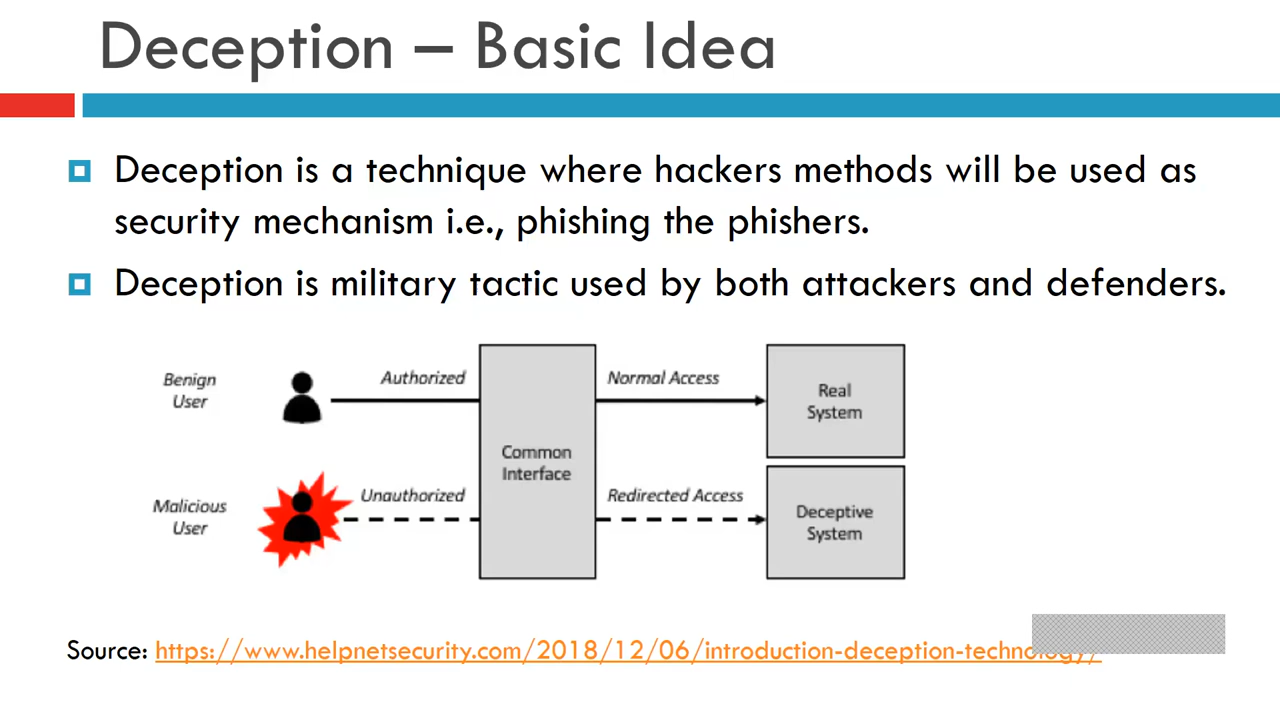 Deception – Basic Idea
Deception is a technique where hackers methods will be used as
security mechanism i.e., phishing the phishers.
Deception is military tactic used by both attackers and defenders.
Benign
User
Authorized
Normal Access
Real
System
Common
Interface
Malicious
User
Unauthorized
Redirected Access
Deceptive
System
Source: https://www.helpnetsecurity.com/2018/12/06/introduction-deception-technology/